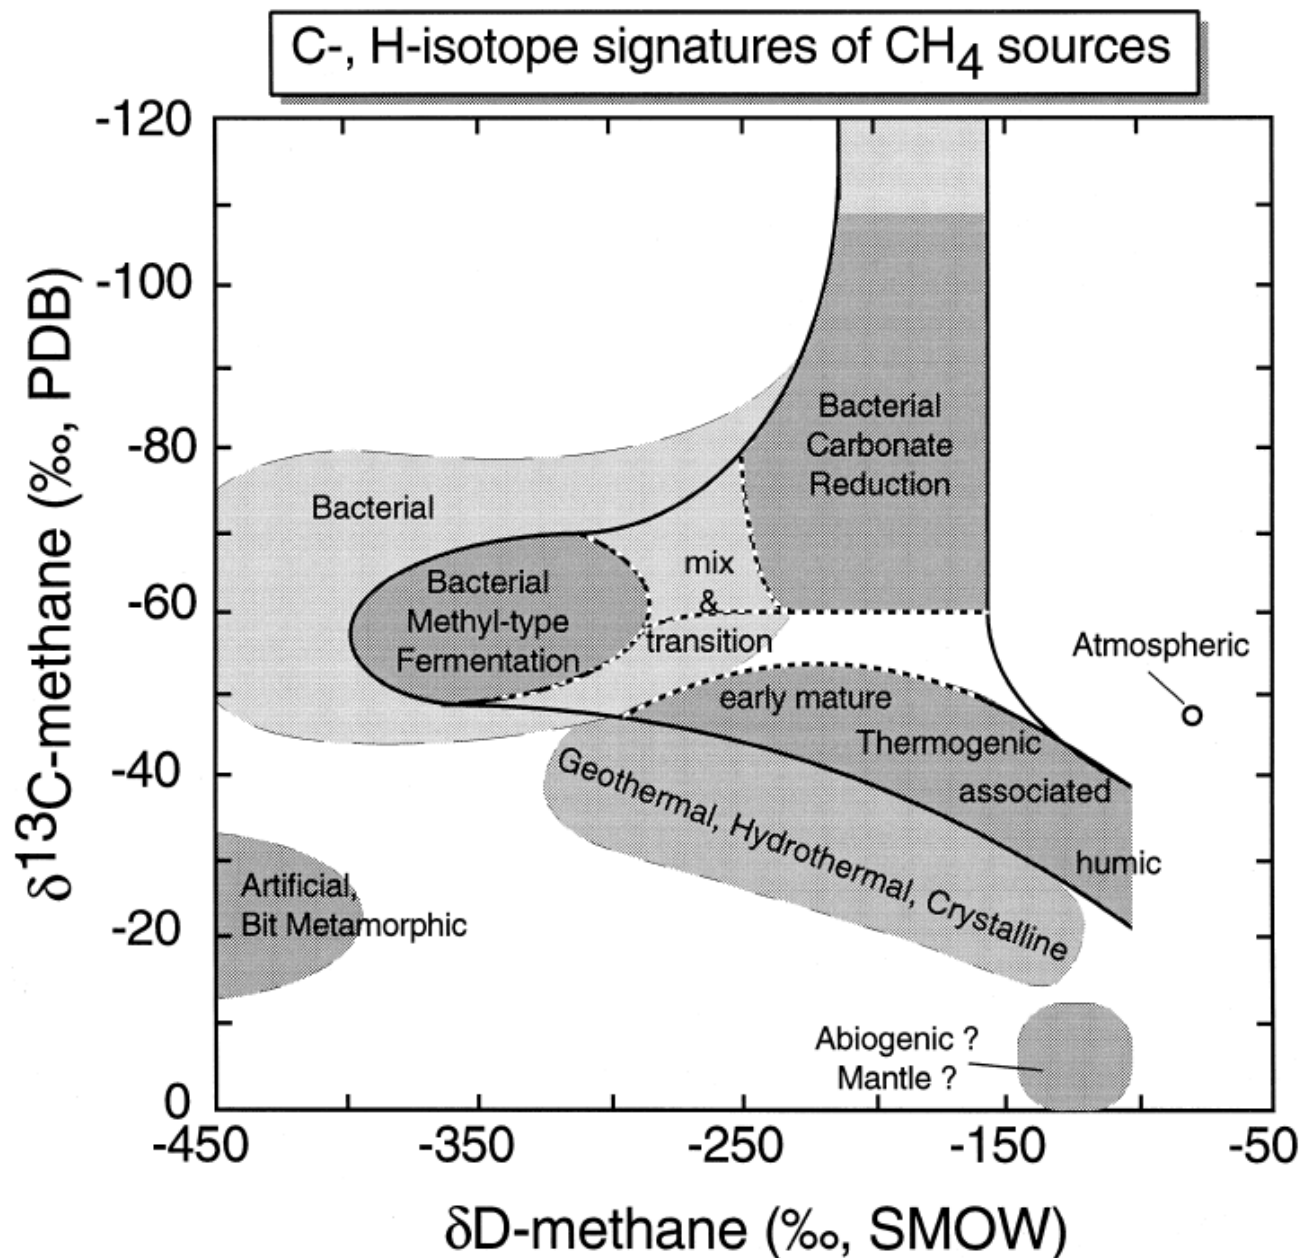 C-, H-isotope signatures of CH4 sources
δ13C-methane (‰, PDB)
-120
-100
-80
-60
-40
-20
0
Bacterial
Carbonate
Reduction
Bacterial
Bacterial
Methyl-type
Fermentation
mix
&
transition
Atmospheric
early mature
Thermogenic
associated
humic
Geothermal, Hydrothermal, Crystalline
Artificial,
Bit Metamorphic
Abiogenic ?
Mantle ?
-450
-350
-250
-150
-50
δD-methane (‰, SMOW)